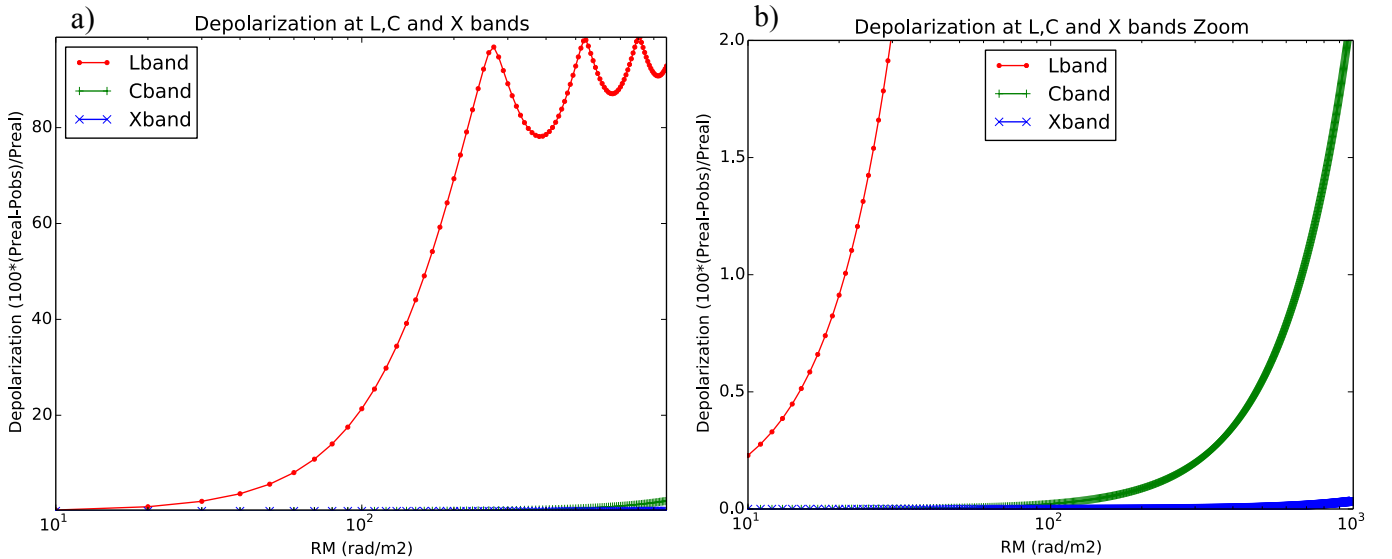 a)
Depolarization at L,C and X bands
Lband
Cband
Xband
80
60
40
20
10^1
10^2
RM (rad/m2)
Depolarization (100*(Preal-Pobs)/Preal)
b)
Depolarization at L,C and X bands Zoom
Lband
Cband
Xband
2.0
1.5
1.0
0.5
0.0
10^1
10^2
10^3
RM (rad/m2)
Depolarization (100*(Preal-Pobs)/Preal)